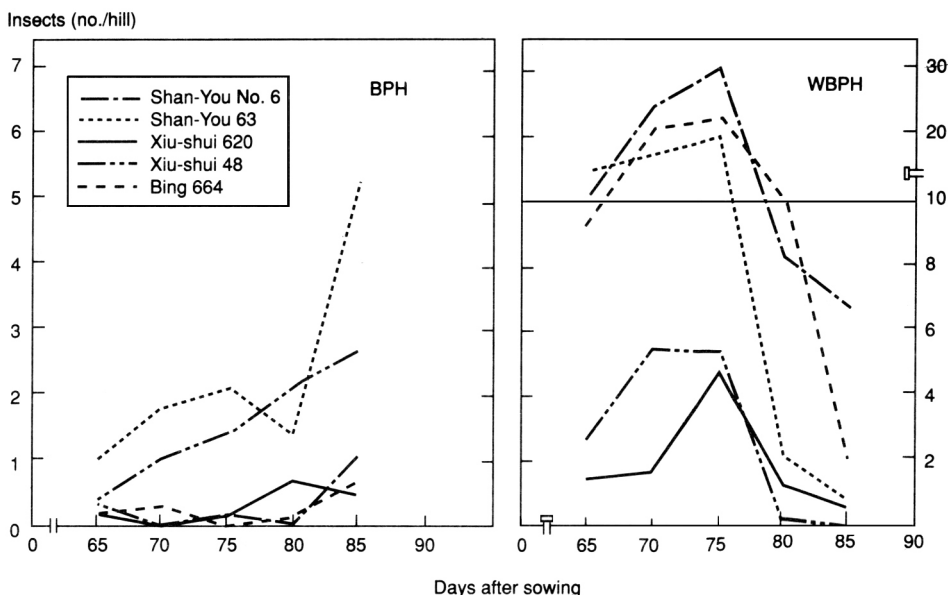 Insects (no./hill)
7
6
5
4
3
2
1
0
Shan-You No. 6
Shan-You 63
Xiu-shui 620
Xiu-shui 48
Bing 664
BPH
0 65 70 75 80 85 90
WBPH
30
20
10
8
6
4
2
0 65 70 75 80 85 90
Days after sowing